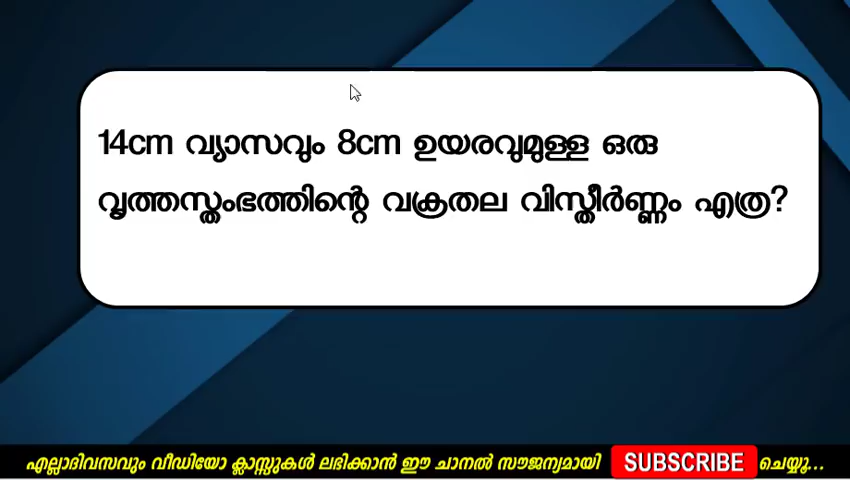 14cm വ്യാസവും 8cm ഉയരവുമുള്ള ഒരു
വൃത്തസ്തംഭത്തിന്റെ വക്രതല വിസ്തീർണ്ണം എത്ര?
എല്ലാദിവസവും വീഡിയോ ക്ലാസ്സുകൾ ലഭിക്കാൻ ഈ ചാനൽ സൗജന്യമായി SUBSCRIBE ചെയ്യൂ...